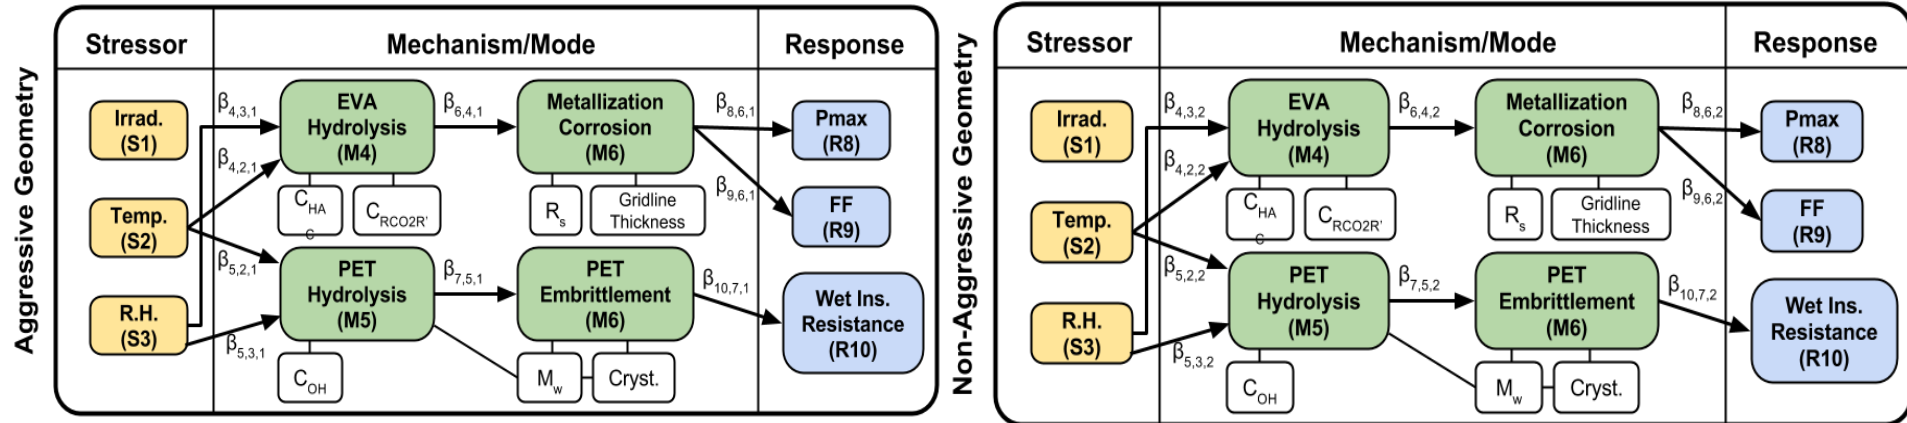 Aggressive Geometry
Stressor
Mechanism/Mode
Response
Irrad.
(S1)
Temp.
(S2)
R.H.
(S3)
β4,3,1
β4,2,1
β5,2,1
β5,3,1
EVA
Hydrolysis
(M4)
CHA
C
CRCO2R'
β6,4,1
Metallization
Corrosion
(M6)
Rs
Gridline
Thickness
β8,6,1
β9,6,1
Pmax
(R8)
FF
(R9)
PET
Hydrolysis
(M5)
COH
β7,5,1
PET
Embrittlement
(M6)
Mw
Cryst.
β10,7,1
Wet Ins.
Resistance
(R10)
Non-Aggressive Geometry
Stressor
Mechanism/Mode
Response
Irrad.
(S1)
Temp.
(S2)
R.H.
(S3)
β4,3,2
β4,2,2
β5,2,2
β5,3,2
EVA
Hydrolysis
(M4)
CHA
C
CRCO2R'
β6,4,2
Metallization
Corrosion
(M6)
Rs
Gridline
Thickness
β8,6,2
β9,6,2
Pmax
(R8)
FF
(R9)
PET
Hydrolysis
(M5)
COH
β7,5,2
PET
Embrittlement
(M6)
Mw
Cryst.
β10,7,2
Wet Ins.
Resistance
(R10)